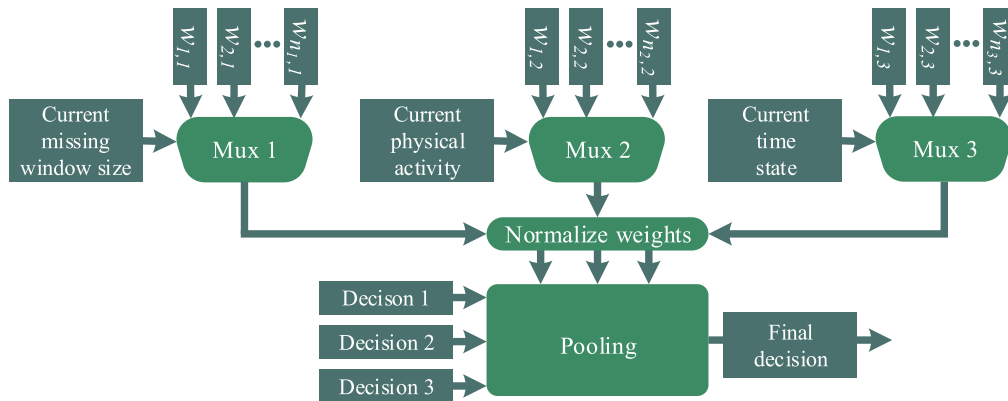 W1,1 W2,1 ••• Wn1,1
W1,2 W2,2 ••• Wn2,2
W1,3 W2,3 ••• Wn3,3
Current
missing
window size
Mux 1
Current
physical
activity
Mux 2
Current
time
state
Mux 3
Normalize weights
Decison 1
Decision 2
Decision 3
Pooling
Final
decision